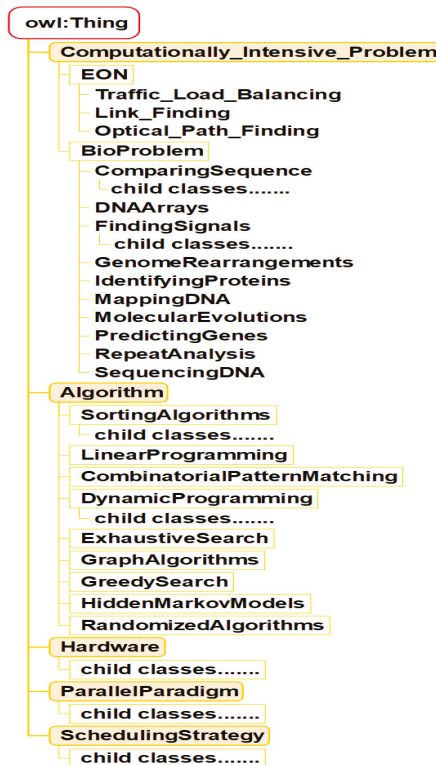 owl:Thing
Computationally_Intensive_Problem
EON
Traffic_Load_Balancing
Link_Finding
Optical_Path_Finding
BioProblem
ComparingSequence
child classes.......
DNAArrays
FindingSignals
child classes.......
GenomeRearrangements
IdentifyingProteins
MappingDNA
MolecularEvolutions
PredictingGenes
RepeatAnalysis
SequencingDNA
Algorithm
SortingAlgorithms
child classes.......
LinearProgramming
CombinatorialPatternMatching
DynamicProgramming
child classes.......
ExhaustiveSearch
GraphAlgorithms
GreedySearch
HiddenMarkovModels
RandomizedAlgorithms
Hardware
child classes.......
ParallelParadigm
child classes.......
SchedulingStrategy
child classes.......